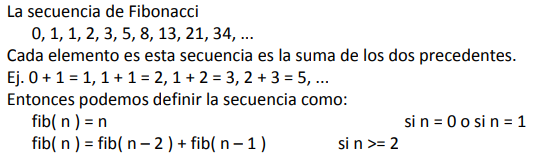 La secuencia de Fibonacci
0, 1, 1, 2, 3, 5, 8, 13, 21, 34, ...
Cada elemento es esta secuencia es la suma de los dos precedentes.
Ej. 0 + 1 = 1, 1 + 1 = 2, 1 + 2 = 3, 2 + 3 = 5, ...
Entonces podemos definir la secuencia como:
fib( n ) = n si n = 0 o si n = 1
fib( n ) = fib( n – 2 ) + fib( n – 1 ) si n >= 2